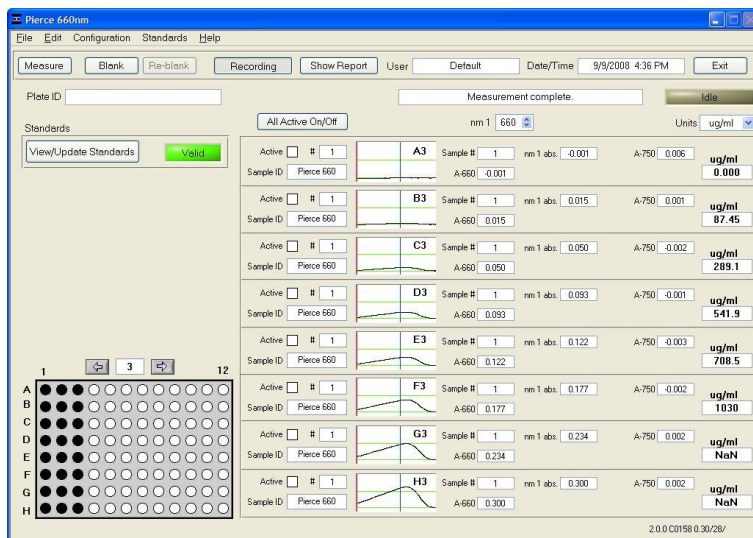 Pierce 660nm
File Edit Configuration Standards Help
Measure Blank Re-blank Recording Show Report User Default Date/Time 9/9/2008 4:36 PM Exit
Plate ID Measurement complete. Idle
Standards All Active On/Off nm 1 660 Units ug/ml
View/Update Standards Valid
Active # 1 A3 Sample # 1 nm 1 abs. -0.001 A-750 0.006 ug/ml
Sample ID Pierce 660 A-660 -0.001 0.000
Active # 1 B3 Sample # 1 nm 1 abs. 0.015 A-750 0.001 ug/ml
Sample ID Pierce 660 A-660 0.015 87.45
Active # 1 C3 Sample # 1 nm 1 abs. 0.050 A-750 -0.002 ug/ml
Sample ID Pierce 660 A-660 0.050 289.1
Active # 1 D3 Sample # 1 nm 1 abs. 0.093 A-750 -0.001 ug/ml
Sample ID Pierce 660 A-660 0.093 541.9
Active # 1 E3 Sample # 1 nm 1 abs. 0.122 A-750 -0.003 ug/ml
Sample ID Pierce 660 A-660 0.122 708.5
Active # 1 F3 Sample # 1 nm 1 abs. 0.177 A-750 -0.002 ug/ml
Sample ID Pierce 660 A-660 0.177 1030
Active # 1 G3 Sample # 1 nm 1 abs. 0.234 A-750 0.002 ug/ml
Sample ID Pierce 660 A-660 0.234 NaN
Active # 1 H3 Sample # 1 nm 1 abs. 0.300 A-750 0.002 ug/ml
Sample ID Pierce 660 A-660 0.300 NaN
1 3 12
A
B
C
D
E
F
G
H
2.0.0 C0158 0.30/28/